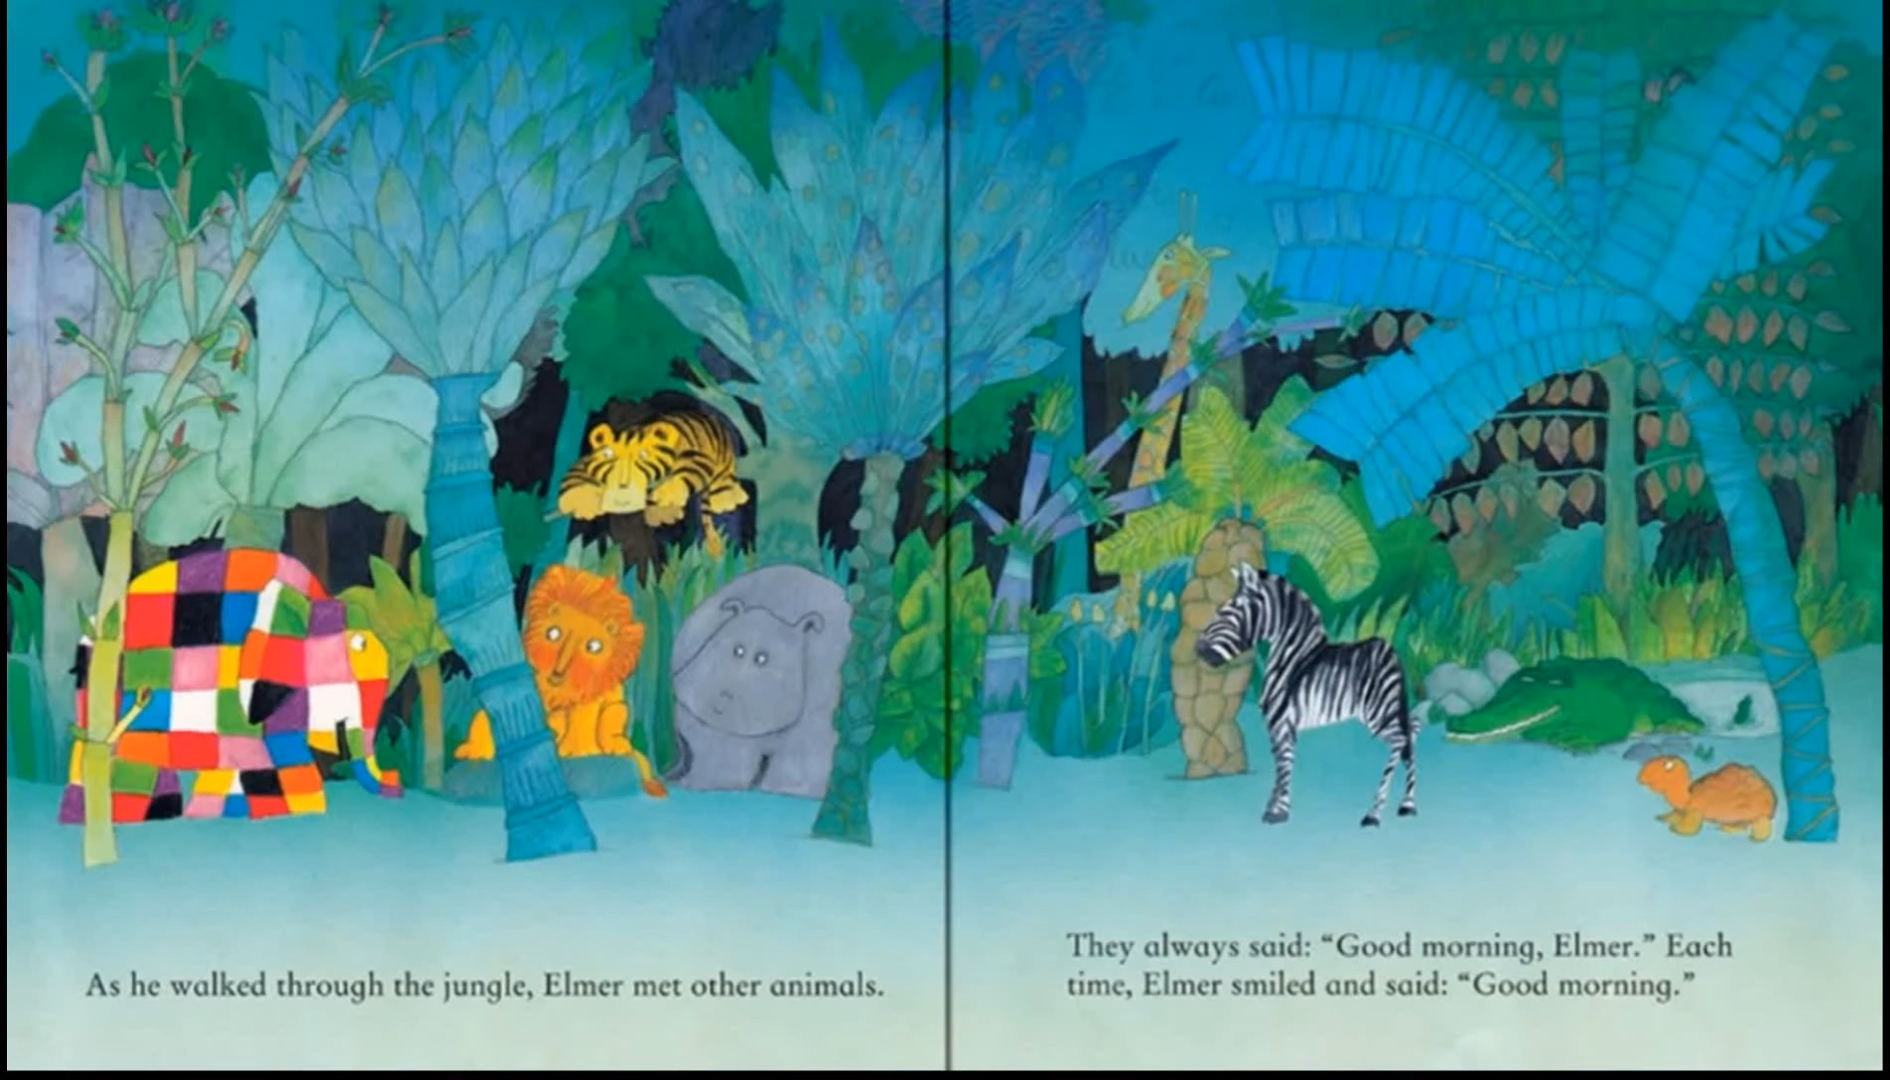 As he walked through the jungle, Elmer met other animals.
They always said: “Good morning, Elmer.” Each
time, Elmer smiled and said: “Good morning.”